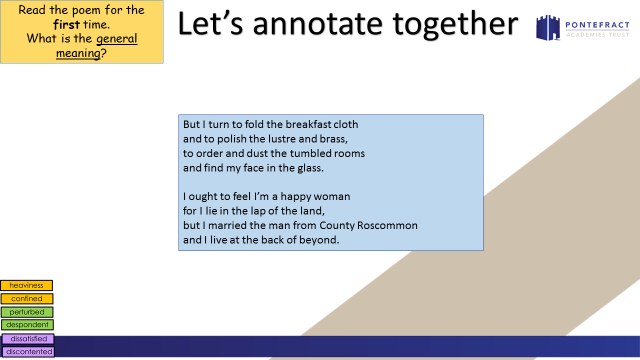 Read the poem for the
first time.
What is the general
meaning?
Let's annotate together
PONTEFRACT
ACADEMIES TRUST
But I turn to fold the breakfast cloth
and to polish the lustre and brass,
to order and dust the tumbled rooms
and find my face in the glass.
I ought to feel I'm a happy woman
for I lie in the lap of the land,
but I married the man from County Roscommon
and I live at the back of beyond.
heaviness
confined
perturbed
despondent
dissatisfied
discontented